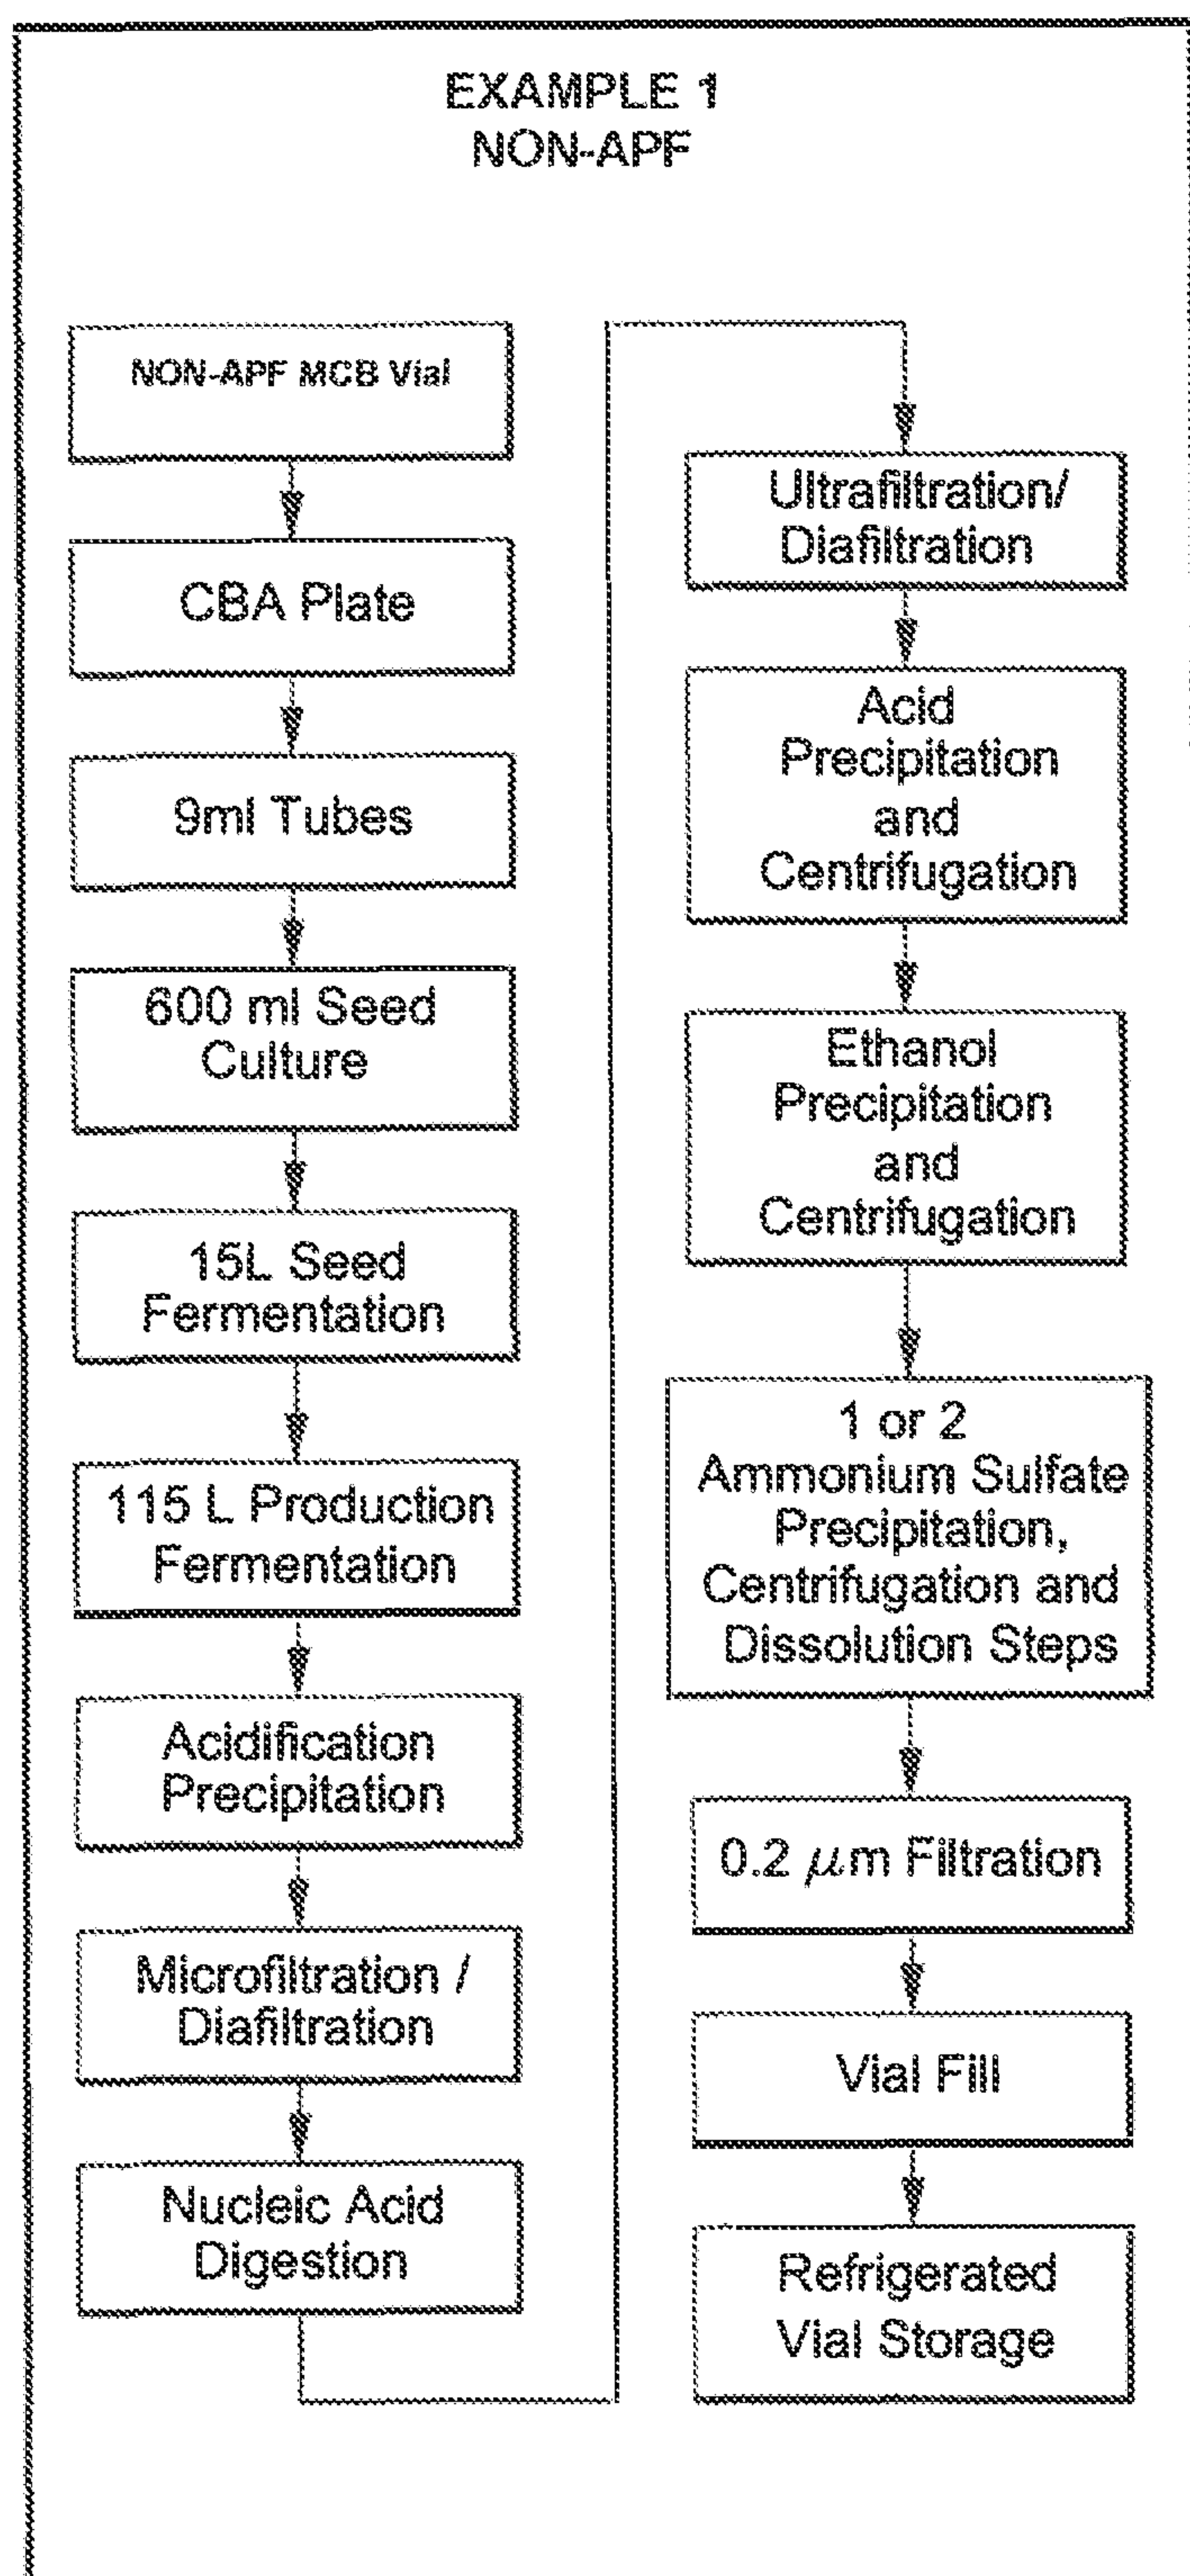 EXAMPLE 1
NON-APF
NON-APF MCB Vial
CBA Plate
9ml Tubes
600 ml Seed
Culture
15L Seed
Fermentation
115 L Production
Fermentation
Acidification
Precipitation
Microfiltration /
Diafiltration
Nucleic Acid
Digestion
Ultrafiltration/
Diafiltration
Acid
Precipitation
and
Centrifugation
Ethanol
Precipitation
and
Centrifugation
1 or 2
Ammonium Sulfate
Precipitation,
Centrifugation and
Dissolution Steps
0.2 μm Filtration
Vial Fill
Refrigerated
Vial Storage